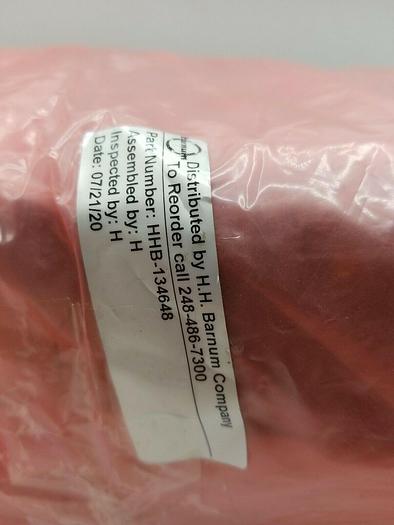 Distributed by H.H. Barnum Company
To Reorder call 248-486-7300
Part Number: HHB-134648
Assembled by: H
Inspected by: H
Date: 07/21/20